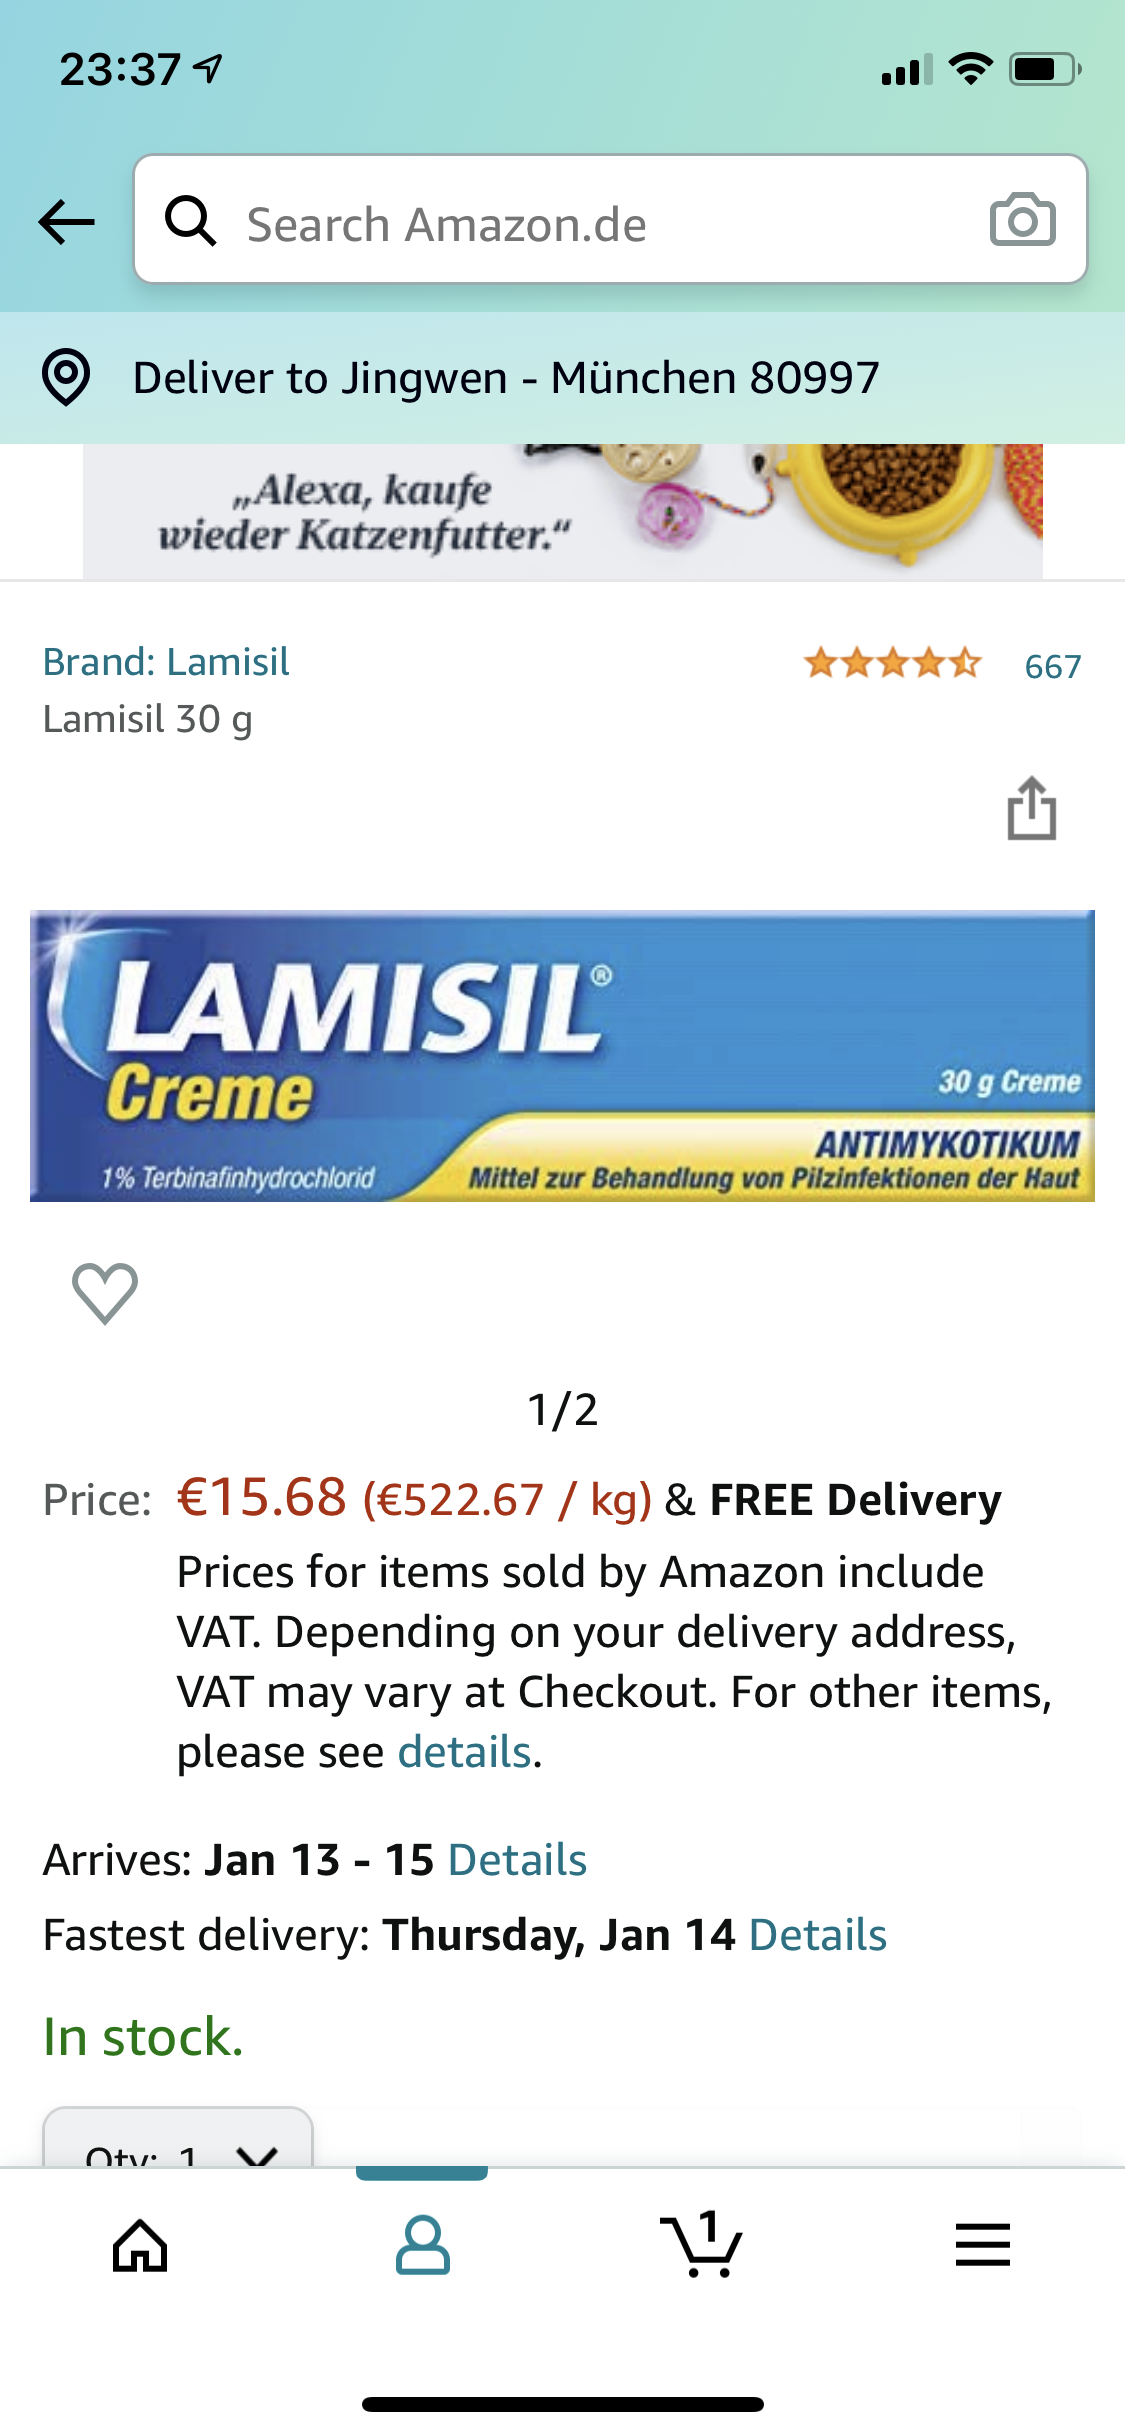 23:37
Search Amazon.de
Deliver to Jingwen - München 80997
„Alexa, kaufe
wieder Katzenfutter.“
Brand: Lamisil
667
Lamisil 30 g
LAMISIL®
Creme
30 g Creme
ANTIMYKOTIKUM
1% Terbinafinhydrochlorid
Mittel zur Behandlung von Pilzinfektionen der Haut
1/2
Price: €15.68 (€522.67 / kg) & FREE Delivery
Prices for items sold by Amazon include
VAT. Depending on your delivery address,
VAT may vary at Checkout. For other items,
please see details.
Arrives: Jan 13 - 15 Details
Fastest delivery: Thursday, Jan 14 Details
In stock.
Qty: 1
1